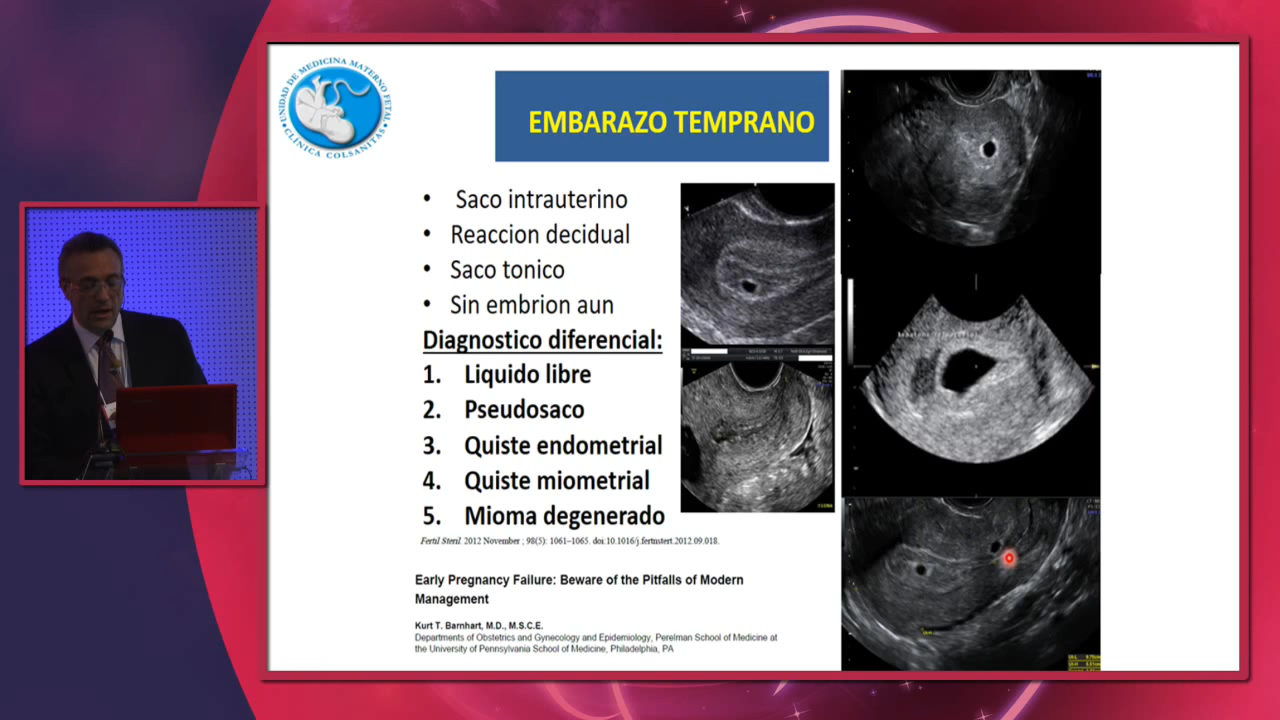 UNIDAD DE MEDICINA MATERNO FETAL
CLÍNICA COLSANITAS
EMBARAZO TEMPRANO
• Saco intrauterino
• Reaccion decidual
• Saco tonico
• Sin embrion aun
Diagnostico diferencial:
1. Liquido libre
2. Pseudosaco
3. Quiste endometrial
4. Quiste miometrial
5. Mioma degenerado
Fertil Steril. 2012 November ; 98(5): 1061–1065. doi:10.1016/j.fertnstert.2012.09.018.
Early Pregnancy Failure: Beware of the Pitfalls of Modern
Management
Kurt T. Barnhart, M.D., M.S.C.E.
Departments of Obstetrics and Gynecology and Epidemiology, Perelman School of Medicine at
the University of Pennsylvania School of Medicine, Philadelphia, PA